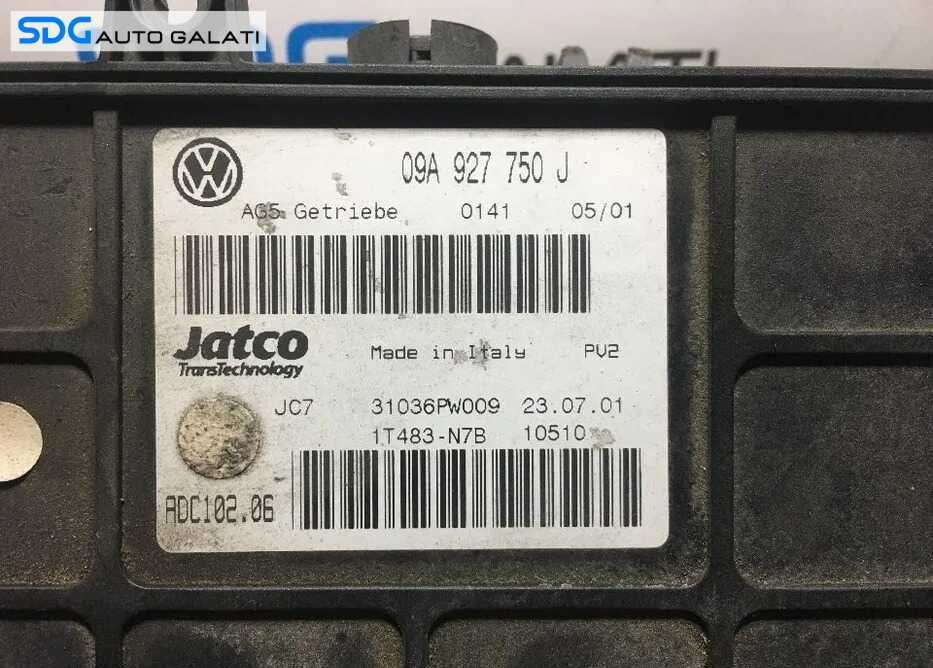 SDG AUTO GALATI
09A 927 750 J
AG5 Getriebe 0141 05/01
Jatco
TransTechnology
Made in Italy PV2
JC7 31036PW009 23.07.01
1T483-N7B 10510
ADC102.06